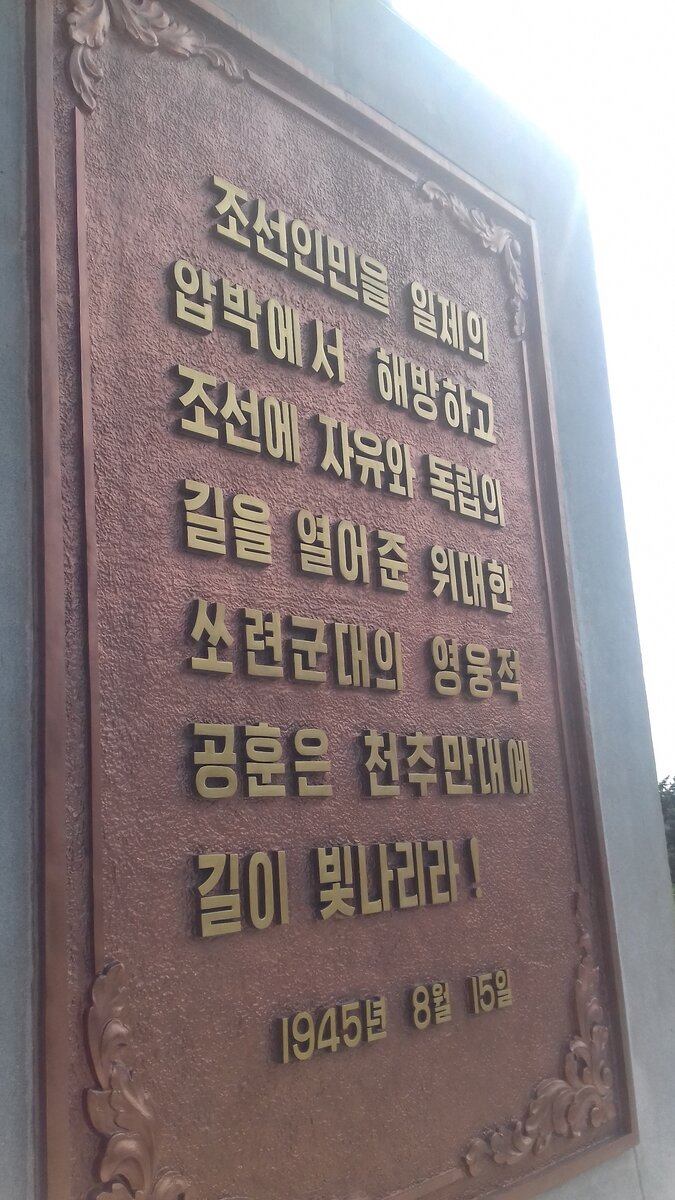 조선인민을 일제의
압박에서 해방하고
조선에 자유와 독립의
길을 열어준 위대한
쏘련군대의 영웅적
공훈은 천추만대에
길이 빛나리라!
1945년 8월 15일